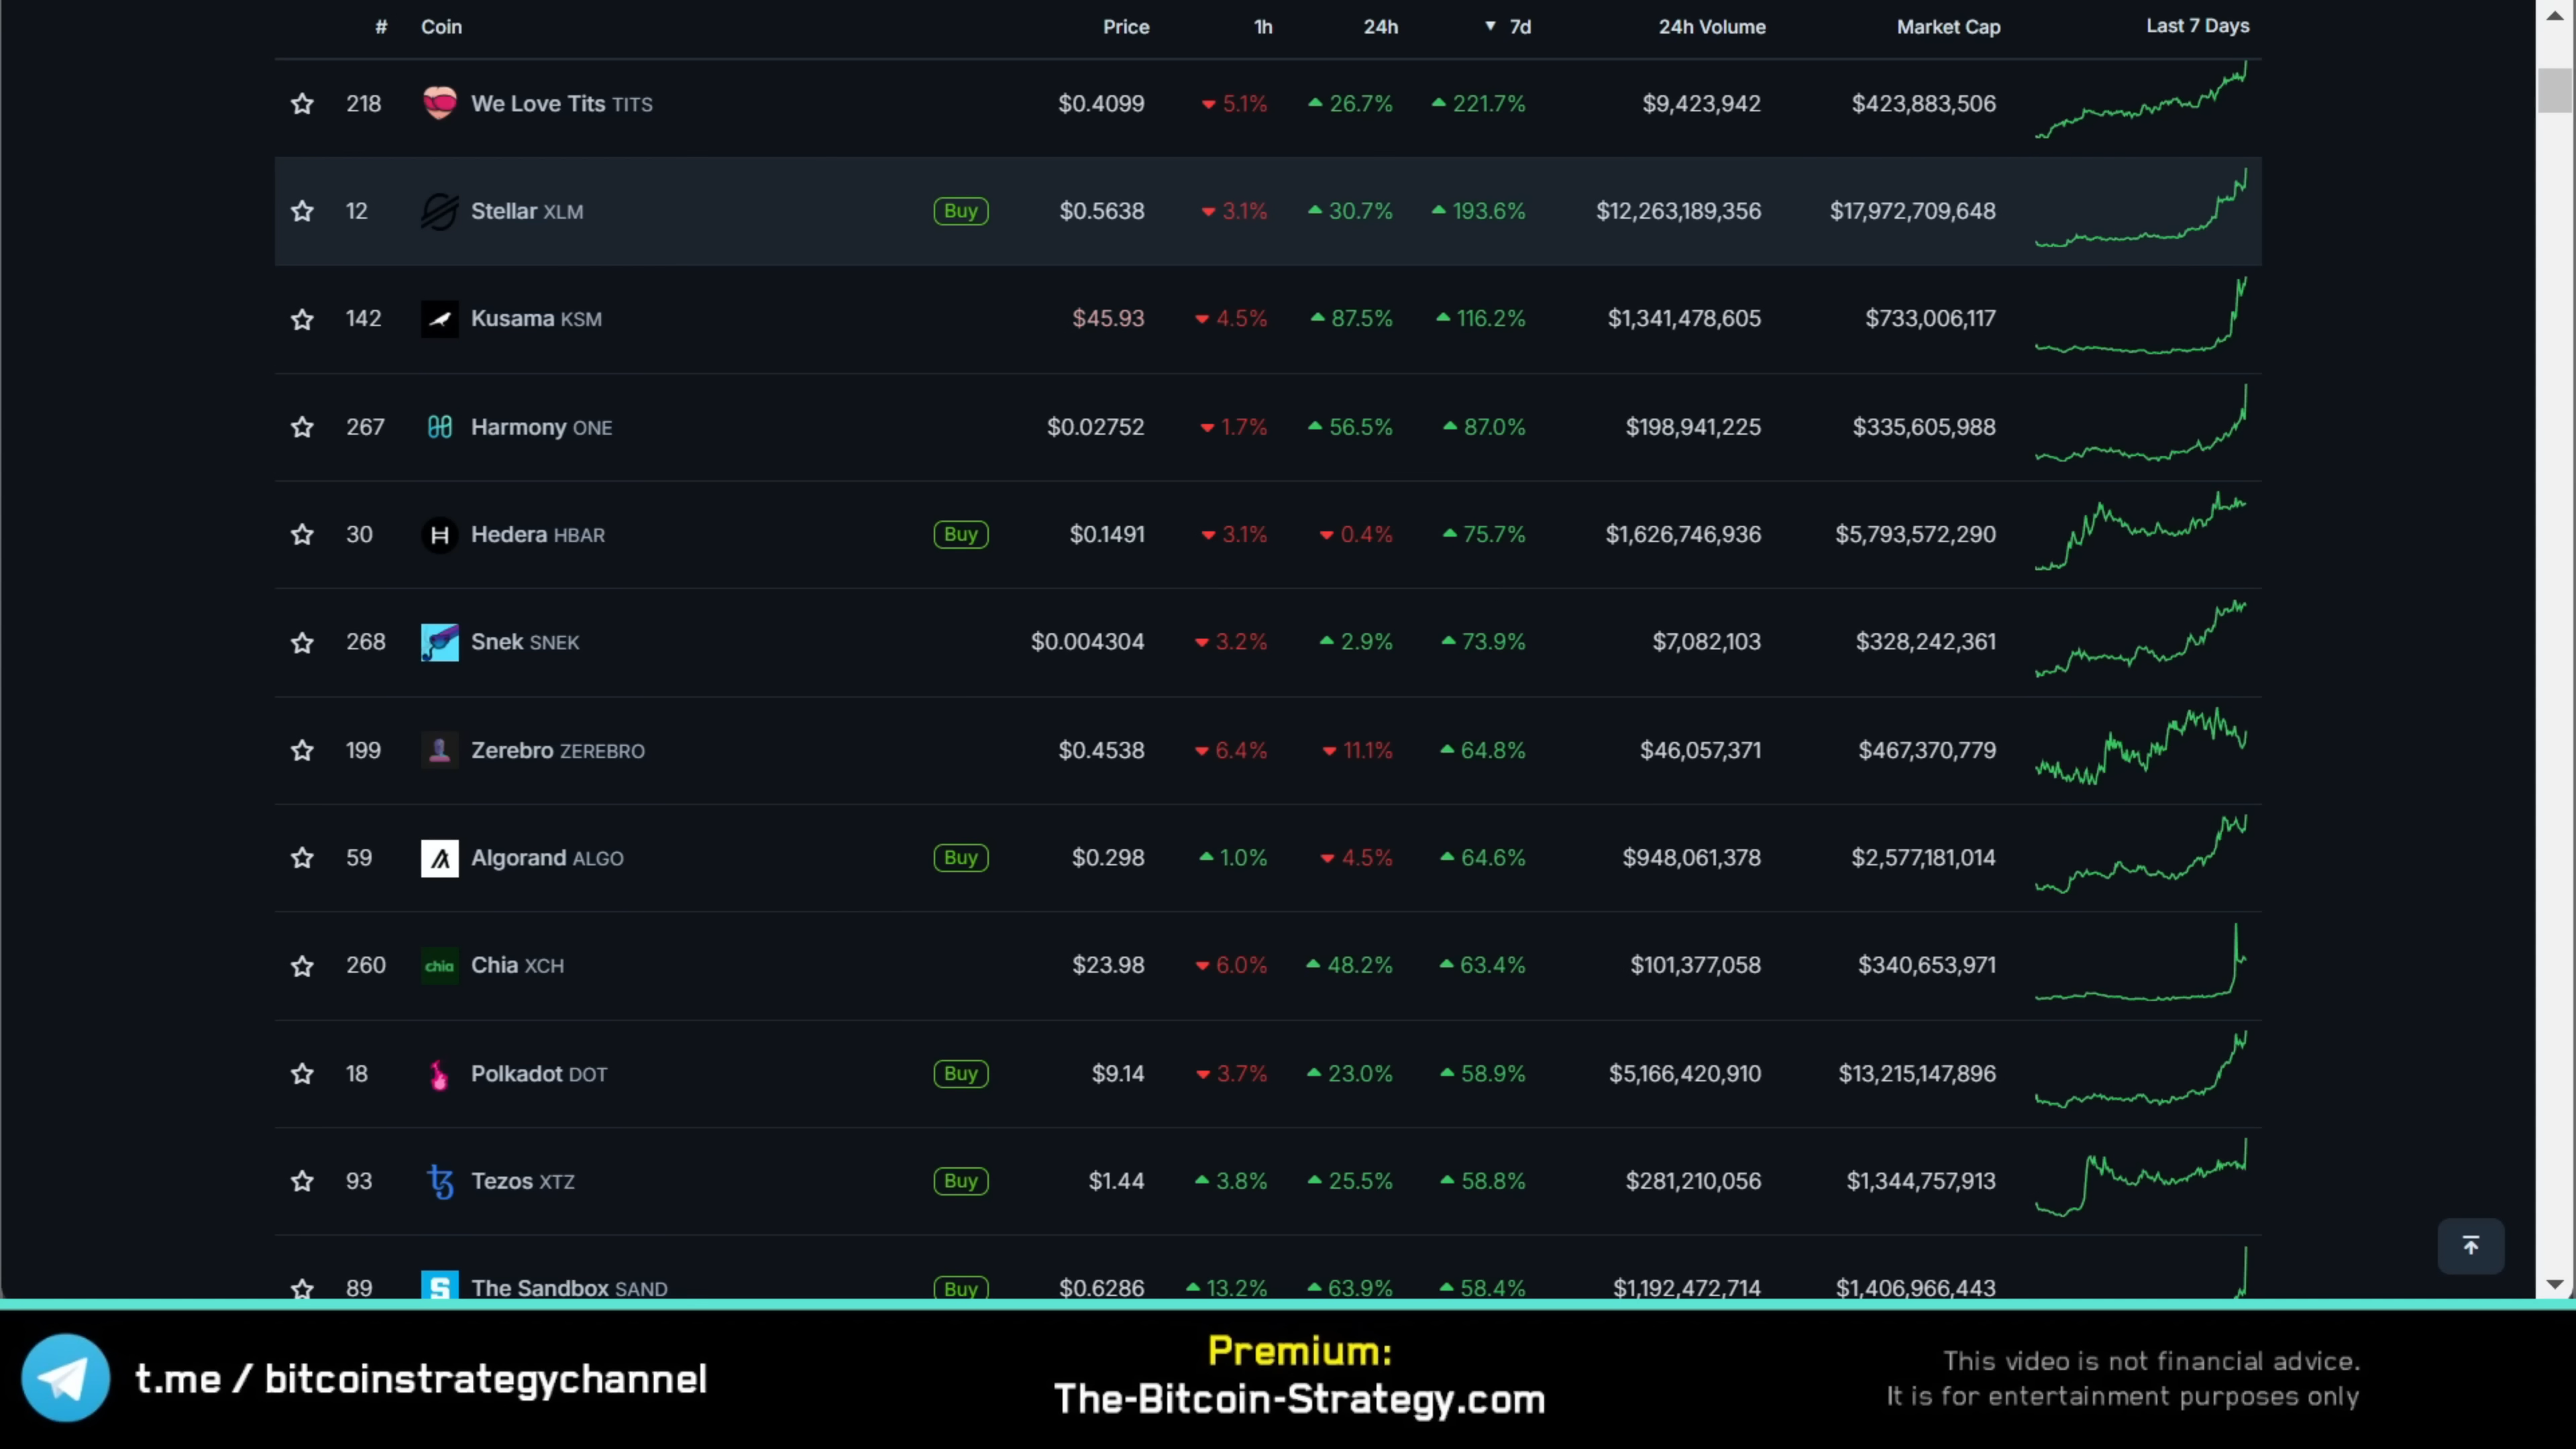 # Coin Price 1h 24h ▼ 7d 24h Volume Market Cap Last 7 Days
218 We Love Tits TITS $0.4099 ▼ 5.1% ▲ 26.7% ▲ 221.7% $9,423,942 $423,883,506
12 Stellar XLM Buy $0.5638 ▼ 3.1% ▲ 30.7% ▲ 193.6% $12,263,189,356 $17,972,709,648
142 Kusama KSM $45.93 ▼ 4.5% ▲ 87.5% ▲ 116.2% $1,341,478,605 $733,006,117
267 Harmony ONE $0.02752 ▼ 1.7% ▲ 56.5% ▲ 87.0% $198,941,225 $335,605,988
30 H Hedera HBAR Buy $0.1491 ▼ 3.1% ▼ 0.4% ▲ 75.7% $1,626,746,936 $5,793,572,290
268 Snek SNEK $0.004304 ▼ 3.2% ▲ 2.9% ▲ 73.9% $7,082,103 $328,242,361
199 Zerebro ZEREBRO $0.4538 ▼ 6.4% ▼ 11.1% ▲ 64.8% $46,057,371 $467,370,779
59 Algorand ALGO Buy $0.298 ▲ 1.0% ▼ 4.5% ▲ 64.6% $948,061,378 $2,577,181,014
260 chia Chia XCH $23.98 ▼ 6.0% ▲ 48.2% ▲ 63.4% $101,377,058 $340,653,971
18 Polkadot DOT Buy $9.14 ▼ 3.7% ▲ 23.0% ▲ 58.9% $5,166,420,910 $13,215,147,896
93 Tezos XTZ Buy $1.44 ▲ 3.8% ▲ 25.5% ▲ 58.8% $281,210,056 $1,344,757,913
89 S The Sandbox SAND Buy $0.6286 ▲ 13.2% ▲ 63.9% ▲ 58.4% $1,192,472,714 $1,406,966,443
t.me / bitcoinstrategychannel
Premium:
The-Bitcoin-Strategy.com
This video is not financial advice.
It is for entertainment purposes only